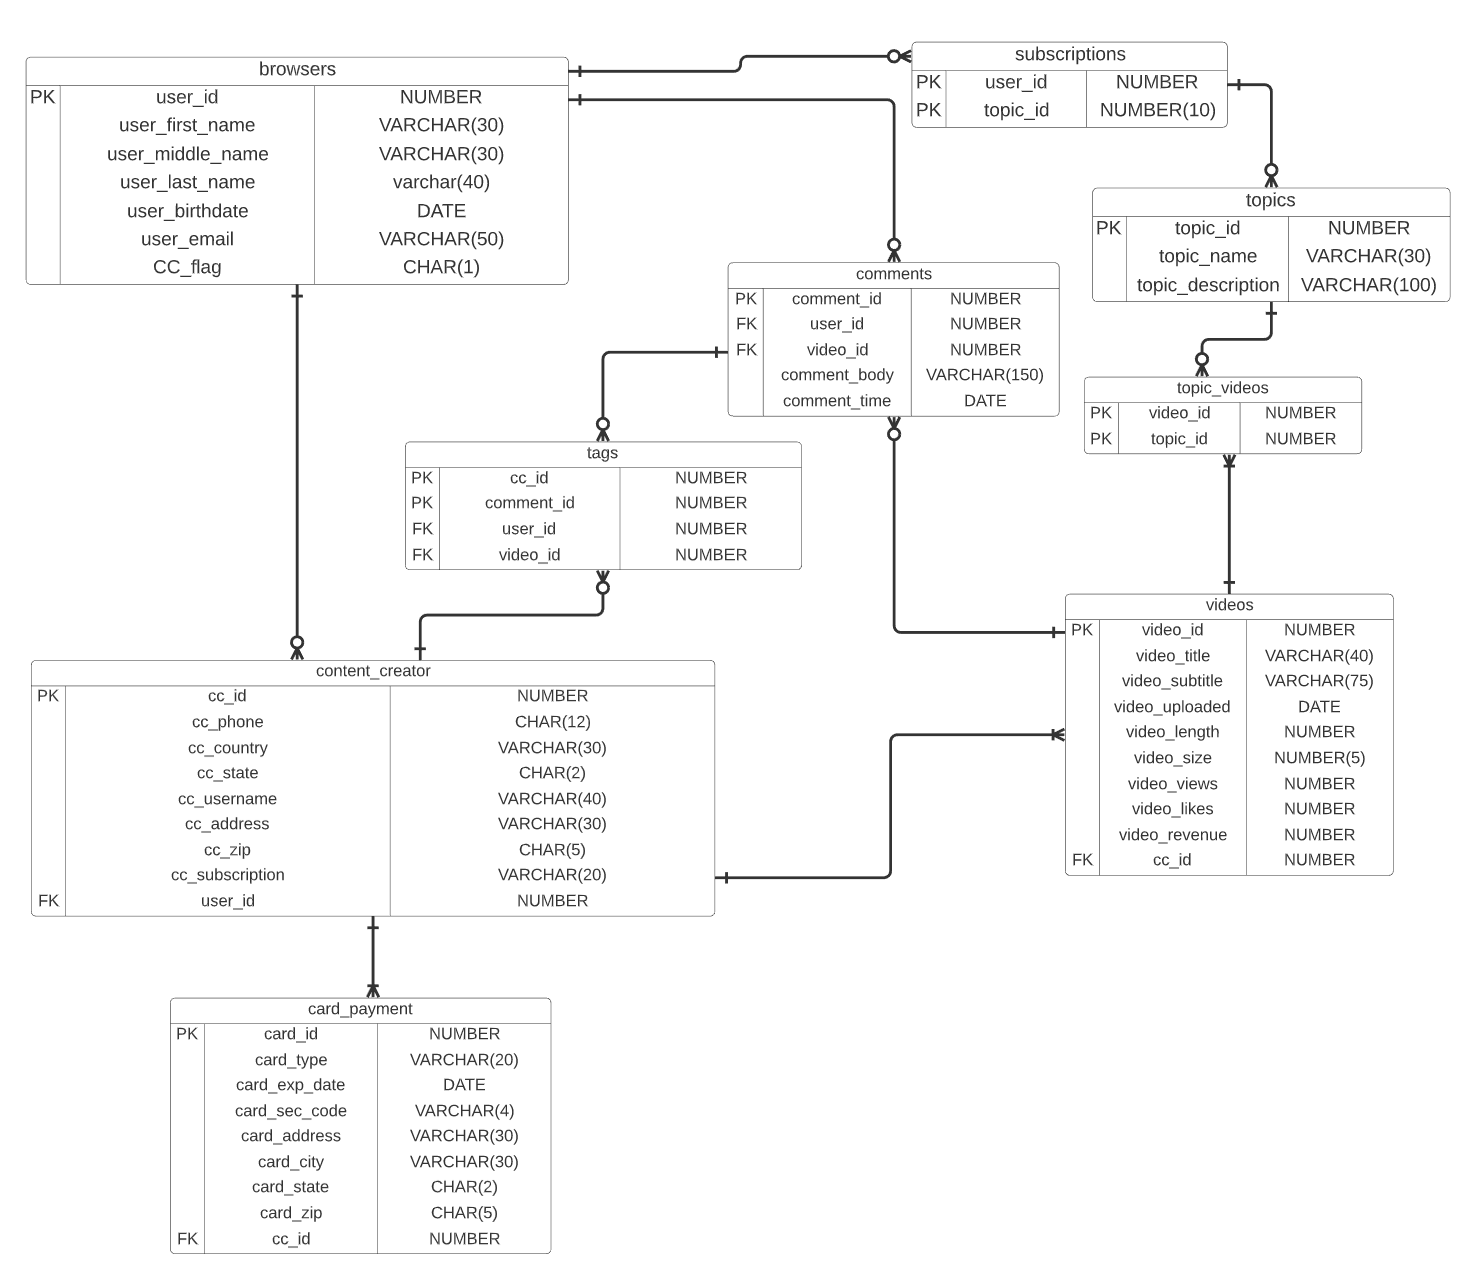 browsers
PK user_id NUMBER
user_first_name VARCHAR(30)
user_middle_name VARCHAR(30)
user_last_name varchar(40)
user_birthdate DATE
user_email VARCHAR(50)
CC_flag CHAR(1)
subscriptions
PK user_id NUMBER
PK topic_id NUMBER(10)
topics
PK topic_id NUMBER
topic_name VARCHAR(30)
topic_description VARCHAR(100)
comments
PK comment_id NUMBER
FK user_id NUMBER
FK video_id NUMBER
comment_body VARCHAR(150)
comment_time DATE
topic_videos
PK video_id NUMBER
PK topic_id NUMBER
tags
PK cc_id NUMBER
PK comment_id NUMBER
FK user_id NUMBER
FK video_id NUMBER
videos
PK video_id NUMBER
video_title VARCHAR(40)
video_subtitle VARCHAR(75)
video_uploaded DATE
video_length NUMBER
video_size NUMBER(5)
video_views NUMBER
video_likes NUMBER
video_revenue NUMBER
FK cc_id NUMBER
content_creator
PK cc_id NUMBER
cc_phone CHAR(12)
cc_country VARCHAR(30)
cc_state CHAR(2)
cc_username VARCHAR(40)
cc_address VARCHAR(30)
cc_zip CHAR(5)
cc_subscription VARCHAR(20)
FK user_id NUMBER
card_payment
PK card_id NUMBER
card_type VARCHAR(20)
card_exp_date DATE
card_sec_code VARCHAR(4)
card_address VARCHAR(30)
card_city VARCHAR(30)
card_state CHAR(2)
card_zip CHAR(5)
FK cc_id NUMBER